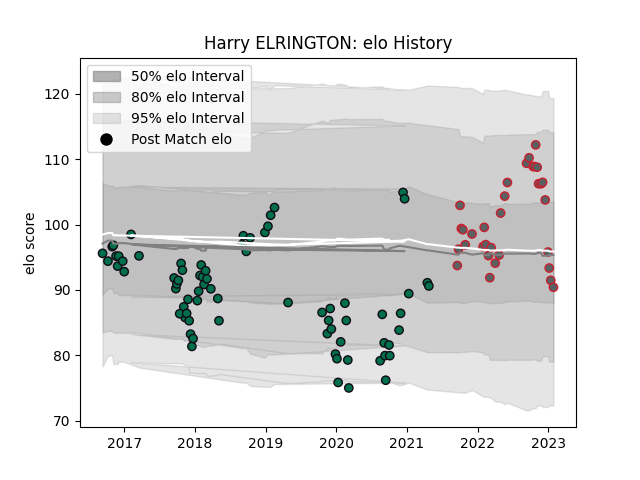 Harry ELRINGTON: elo History
50% elo Interval
80% elo Interval
95% elo Interval
Post Match elo
elo score
120
110
100
90
80
70
2017 2018 2019 2020 2021 2022 2023